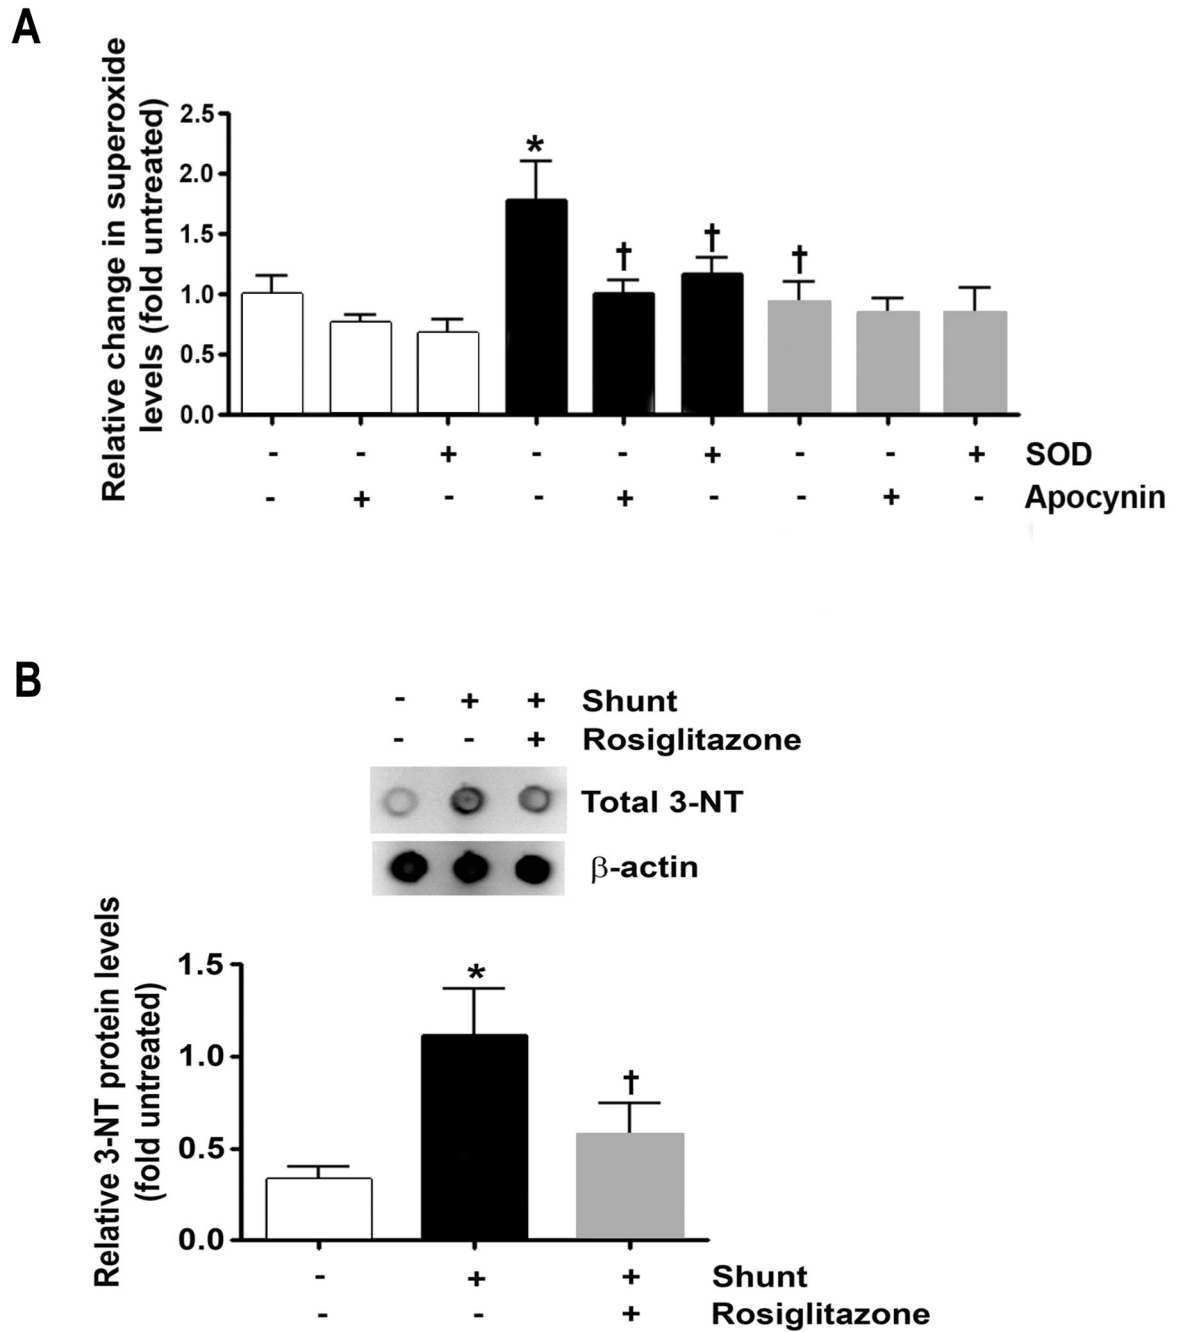 A
Relative change in superoxide
levels (fold untreated)
2.5
2.0
1.5
1.0
0.5
0.0
*
†
†
†
- - + - - + - - + SOD
- + - - + - - + - Apocynin
B
- + + Shunt
- - + Rosiglitazone
Total 3-NT
β-actin
Relative 3-NT protein levels
(fold untreated)
1.5
1.0
0.5
0.0
*
†
- + + Shunt
- - + Rosiglitazone